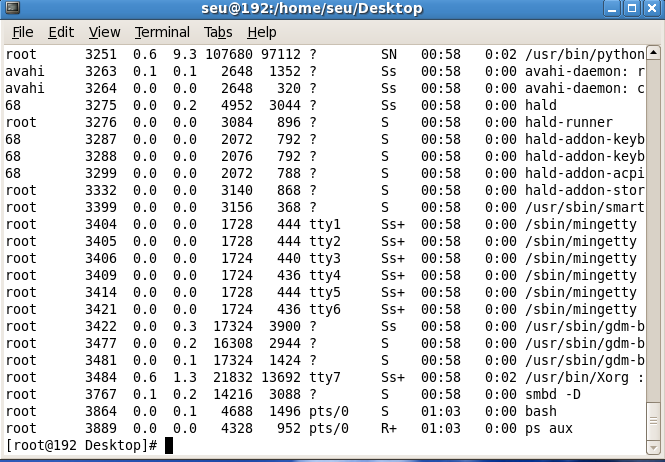 seu@192:/home/seu/Desktop
File Edit View Terminal Tabs Help
root 3251 0.6 9.3 107680 97112 ? SN 00:58 0:02 /usr/bin/python
avahi 3263 0.1 0.1 2648 1352 ? Ss 00:58 0:00 avahi-daemon: r
avahi 3264 0.0 0.0 2648 320 ? Ss 00:58 0:00 avahi-daemon: c
68 3275 0.0 0.2 4952 3044 ? Ss 00:58 0:00 hald
root 3276 0.0 0.0 3084 896 ? S 00:58 0:00 hald-runner
68 3287 0.0 0.0 2072 792 ? S 00:58 0:00 hald-addon-keyb
68 3288 0.0 0.0 2076 792 ? S 00:58 0:00 hald-addon-keyb
68 3299 0.0 0.0 2072 788 ? S 00:58 0:00 hald-addon-acpi
root 3332 0.0 0.0 3140 868 ? S 00:58 0:00 hald-addon-stor
root 3399 0.0 0.0 3156 368 ? S 00:58 0:00 /usr/sbin/smart
root 3404 0.0 0.0 1728 444 tty1 Ss+ 00:58 0:00 /sbin/mingetty
root 3405 0.0 0.0 1728 444 tty2 Ss+ 00:58 0:00 /sbin/mingetty
root 3406 0.0 0.0 1724 440 tty3 Ss+ 00:58 0:00 /sbin/mingetty
root 3409 0.0 0.0 1724 436 tty4 Ss+ 00:58 0:00 /sbin/mingetty
root 3414 0.0 0.0 1728 444 tty5 Ss+ 00:58 0:00 /sbin/mingetty
root 3421 0.0 0.0 1724 436 tty6 Ss+ 00:58 0:00 /sbin/mingetty
root 3422 0.0 0.3 17324 3900 ? Ss 00:58 0:00 /usr/sbin/gdm-b
root 3477 0.0 0.2 16308 2944 ? S 00:58 0:00 /usr/sbin/gdm-b
root 3481 0.0 0.1 17324 1424 ? S 00:58 0:00 /usr/sbin/gdm-b
root 3484 0.6 1.3 21832 13692 tty7 Ss+ 00:58 0:02 /usr/bin/Xorg :
root 3767 0.1 0.2 14216 3088 ? S 00:58 0:00 smbd -D
root 3864 0.0 0.1 4688 1496 pts/0 S 01:03 0:00 bash
root 3889 0.0 0.0 4328 952 pts/0 R+ 01:03 0:00 ps aux
[root@192 Desktop]#